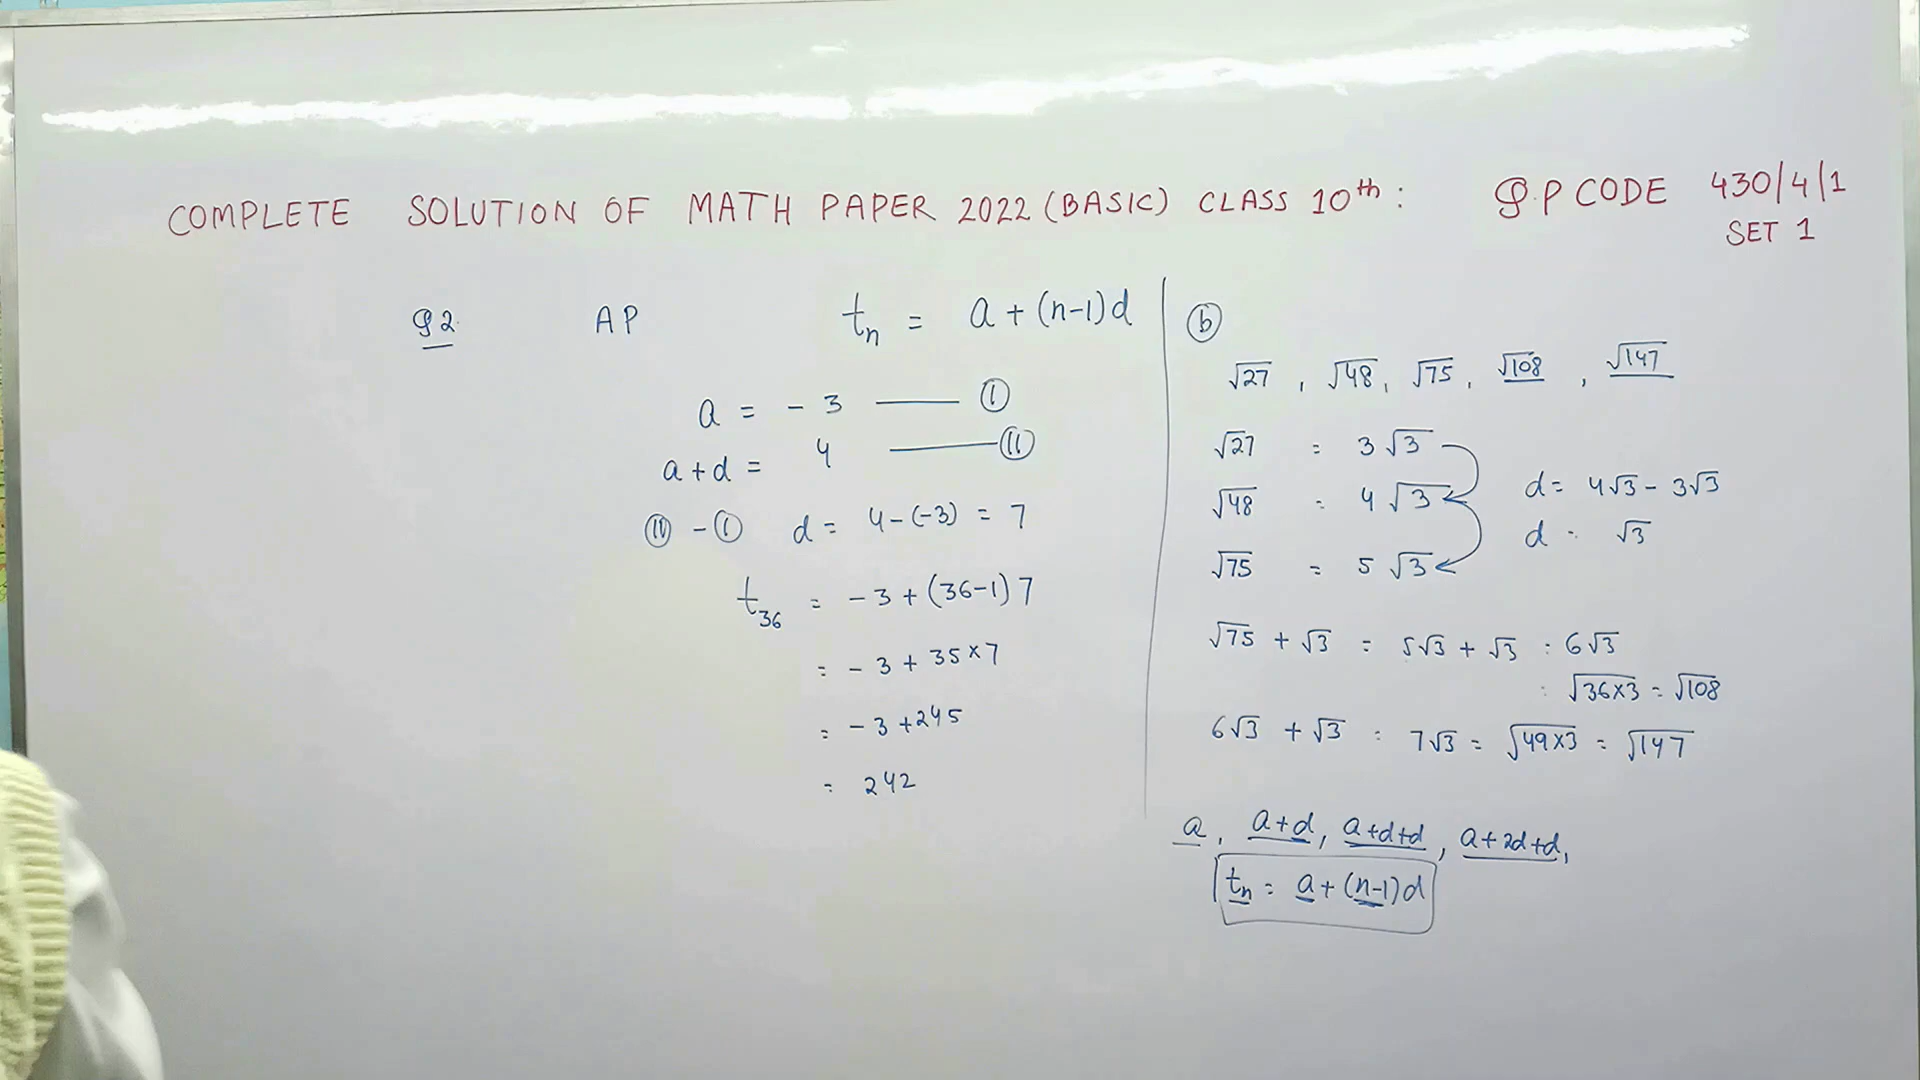 COMPLETE SOLUTION OF MATH PAPER 2022 (BASIC) CLASS 10th : Q.P CODE 430/4/1
SET 1
Q2. AP tn = a + (n-1)d
a = - 3 —— (I)
a + d = 4 —— (II)
(II) - (I) d = 4 - (-3) = 7
t36 = - 3 + (36-1) 7
= - 3 + 35 × 7
= - 3 + 245
= 242
(b)
√27 , √48, √75, √108 , √147
√27 = 3 √3
√48 = 4 √3
√75 = 5 √3
d = 4√3 - 3√3
d = √3
√75 + √3 = 5√3 + √3 = 6√3
= √36×3 = √108
6√3 + √3 = 7√3 = √49×3 = √147
a, a+d, a+d+d, a+2d+d,
tn = a + (n-1)d